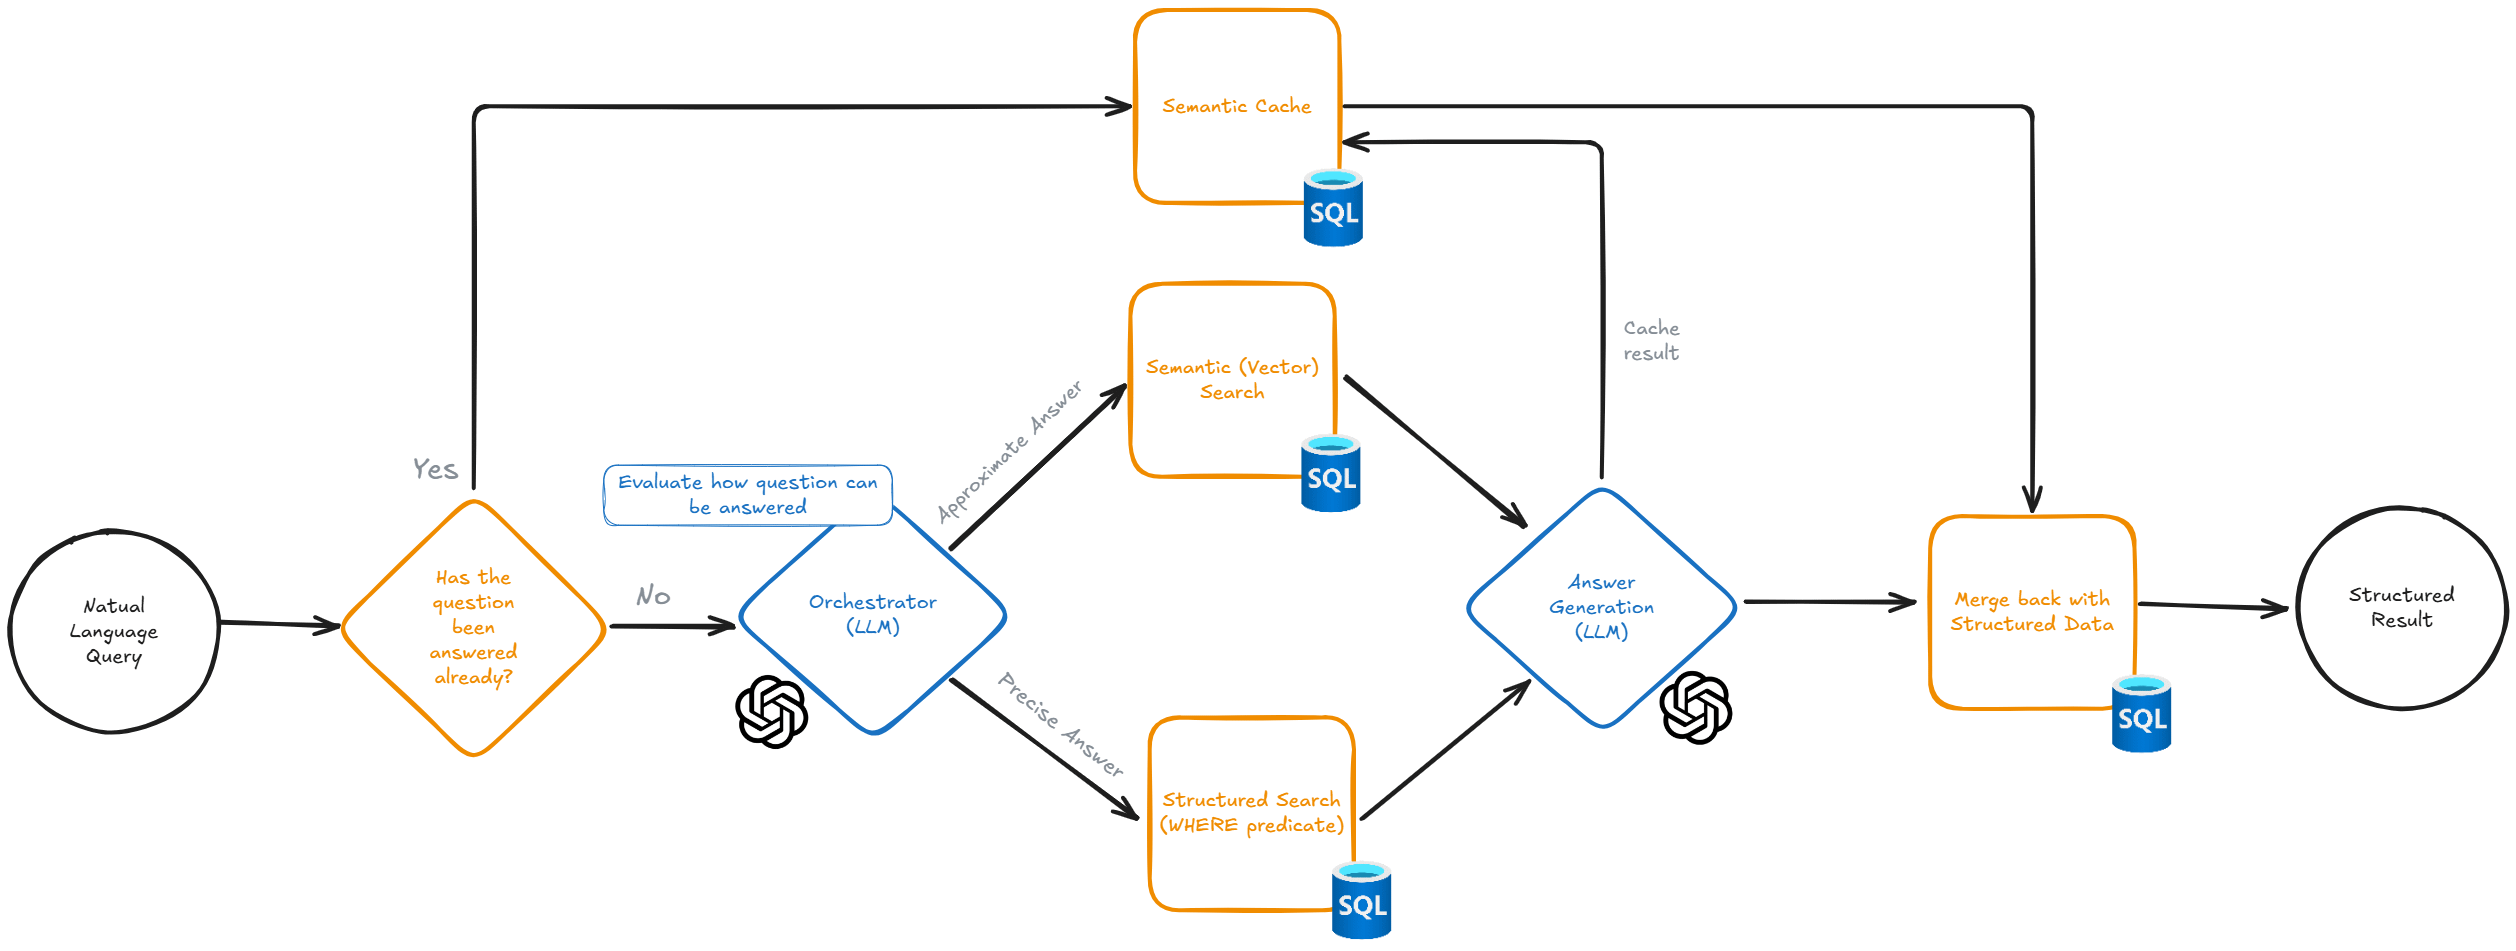 Semantic Cache
SQL
Cache
result
Semantic (Vector)
Search
SQL
Approximate Answer
Yes
Evaluate how question can
be answered
Natual
Language
Query
Has the
question
been
answered
already?
No
Orchestrator
(LLM)
Precise Answer
Structured Search
(WHERE predicate)
SQL
Answer
Generation
(LLM)
Merge back with
Structured Data
SQL
Structured
Result